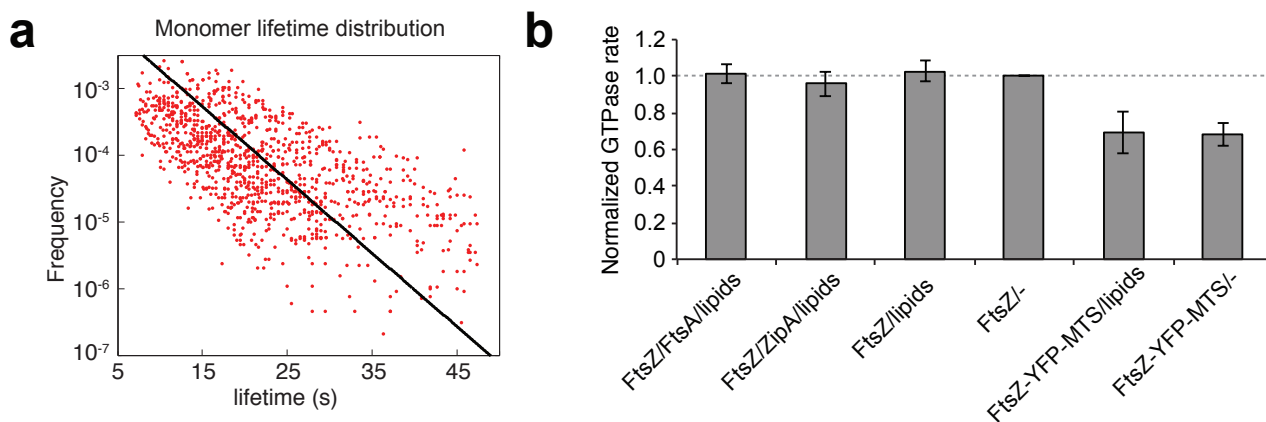 a
Monomer lifetime distribution
Frequency
10-3
10-4
10-5
10-6
10-7
5
15
25
35
45
lifetime (s)
b
Normalized GTPase rate
1.2
1.0
0.8
0.6
0.4
0.2
0
FtsZ/FtsA/lipids
FtsZ/ZipA/lipids
FtsZ/lipids
FtsZ/-
FtsZ-YFP-MTS/lipids
FtsZ-YFP-MTS/-